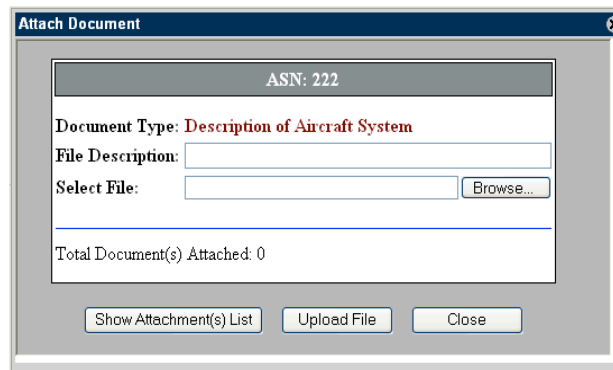 Attach Document
ASN: 222
Document Type: Description of Aircraft System
File Description:
Select File: Browse...
Total Document(s) Attached: 0
Show Attachment(s) List Upload File Close